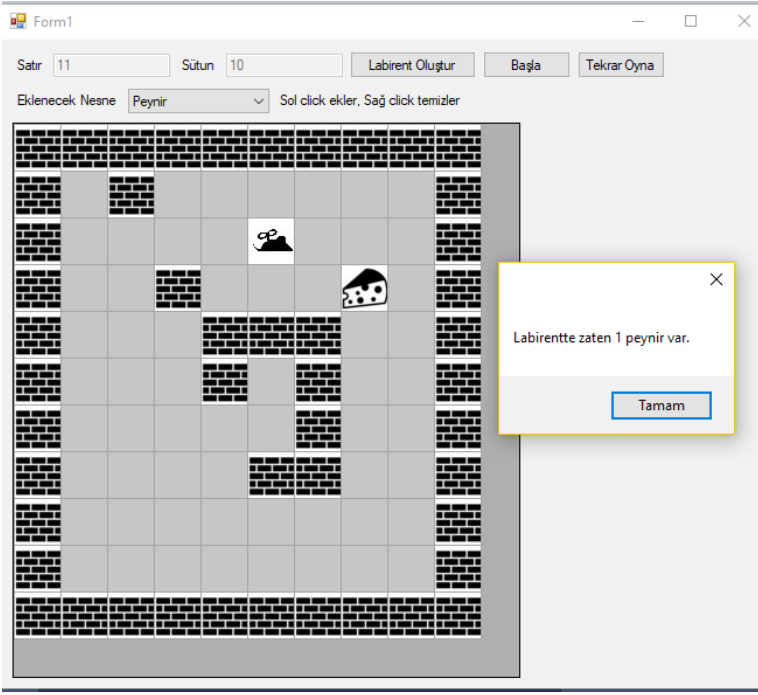 Form1
Satır 11 Sütun 10 Labirent Oluştur Başla Tekrar Oyna
Eklenecek Nesne Peynir Sol click ekler, Sağ click temizler
Labirentte zaten 1 peynir var.
Tamam